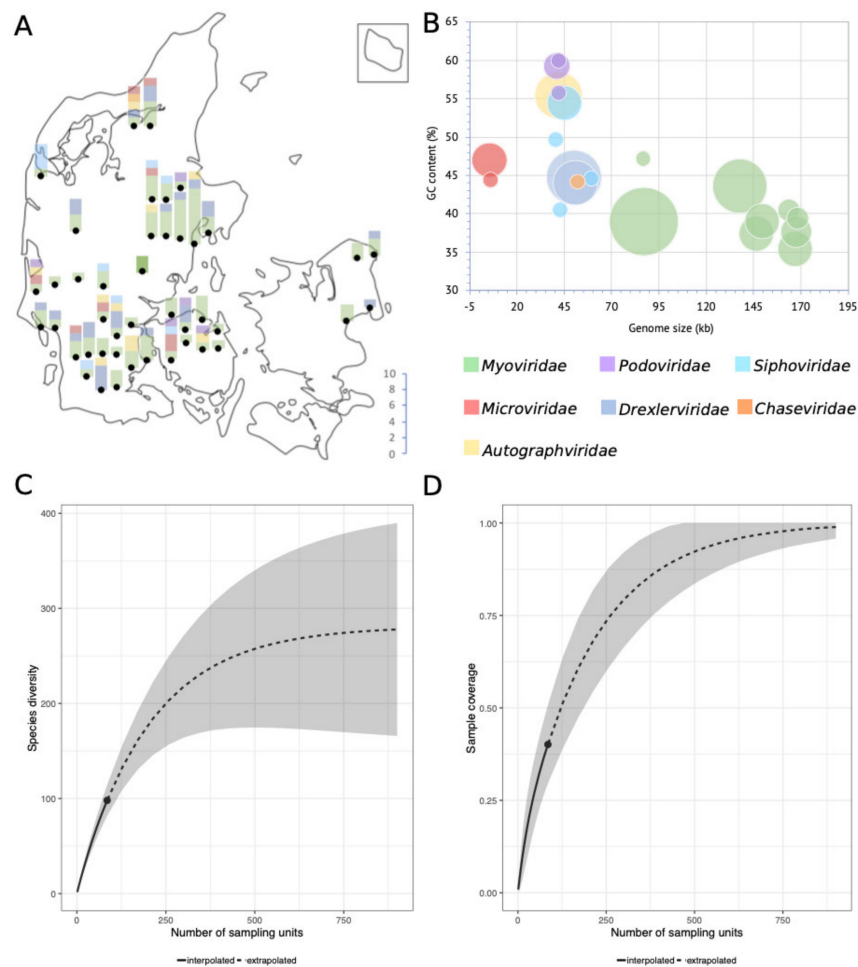 A
10
8
6
4
2
0
B
65
60
55
50
45
40
35
30
GC content (%)
-5 20 45 70 95 120 145 170 195
Genome size (kb)
Myoviridae Podoviridae Siphoviridae
Microviridae Drexlerviridae Chaseviridae
Autographviridae
C
400
300
200
100
0
Species diversity
0 250 500 750
Number of sampling units
interpolated extrapolated
D
1.00
0.75
0.50
0.25
0.00
Sample coverage
0 250 500 750
Number of sampling units
interpolated extrapolated